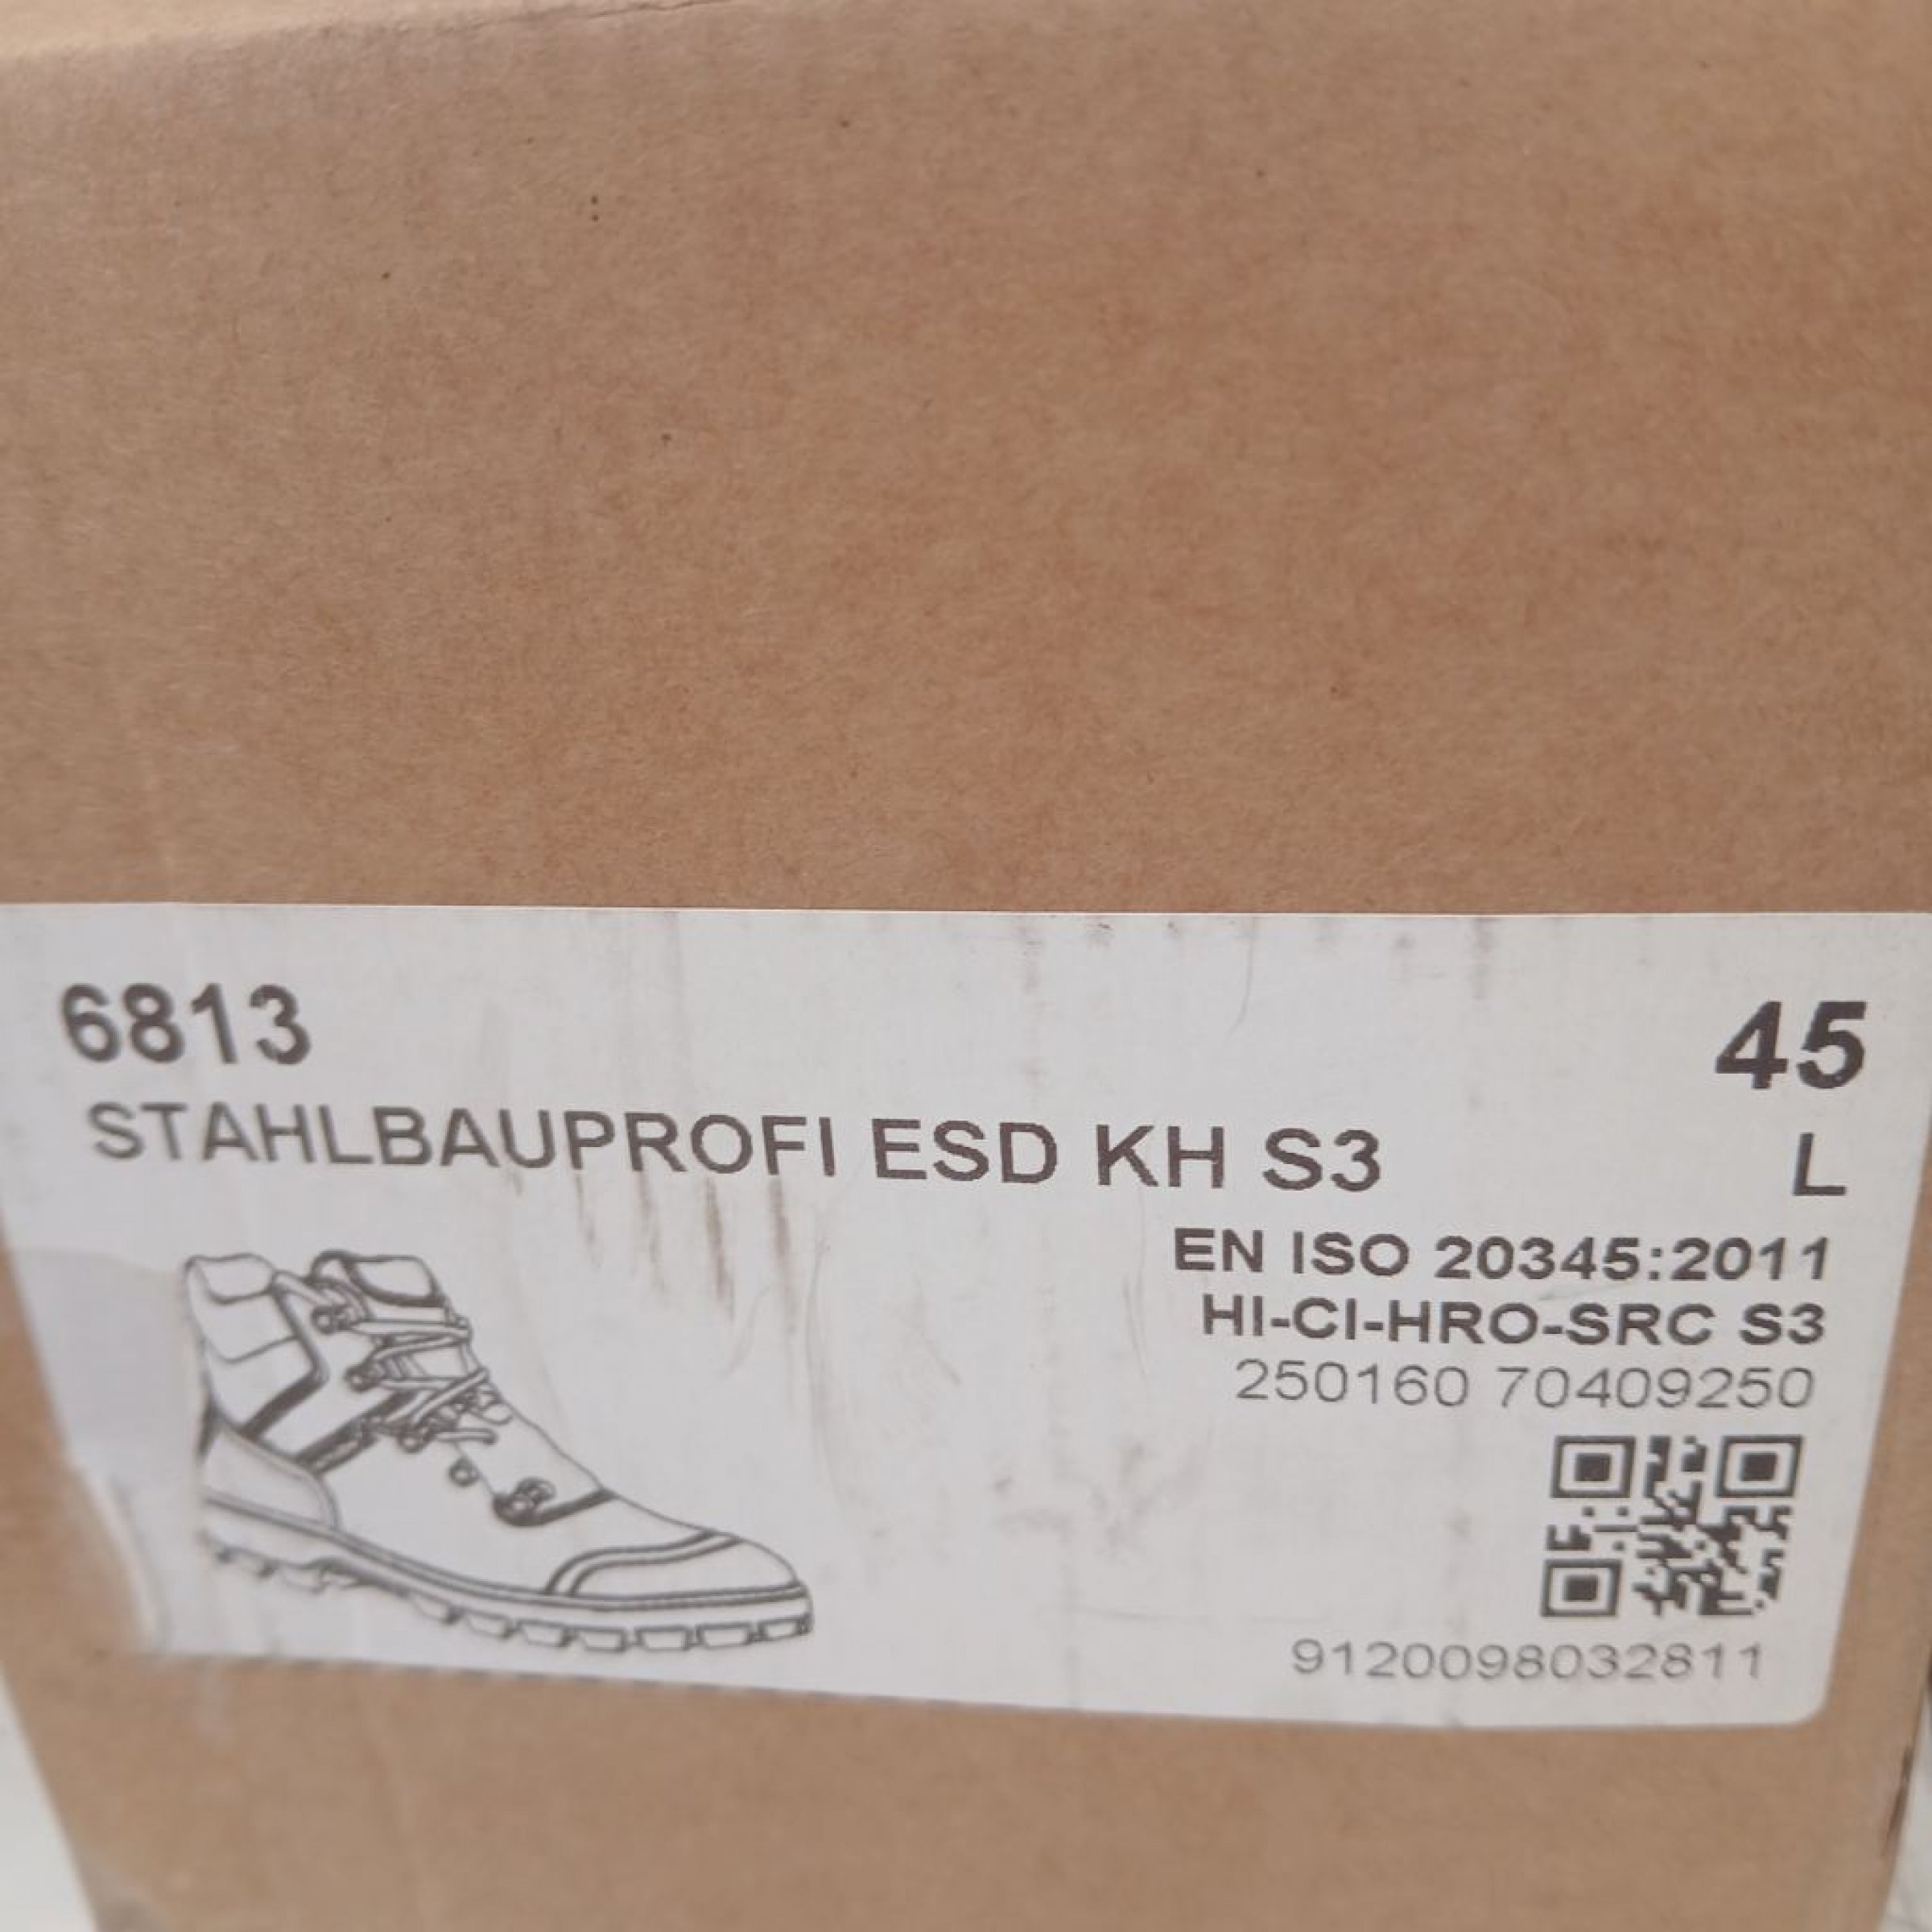 6813
45
STAHLBAUPROFI ESD KH S3
L
EN ISO 20345:2011
HI-CI-HRO-SRC S3
250160 70409250
9120098032811